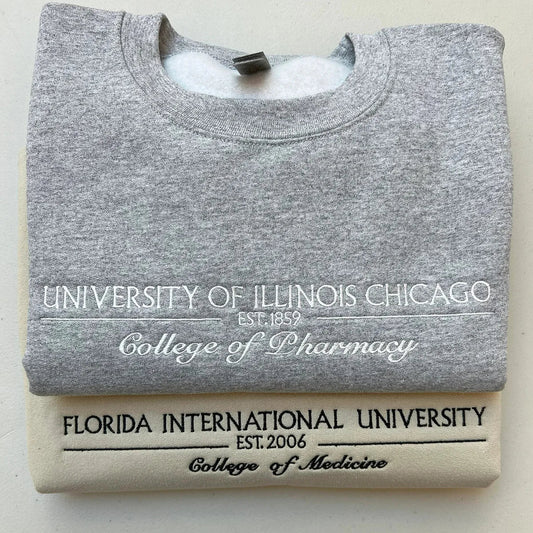 UNIVERSITY OF ILLINOIS CHICAGO
EST. 1859
College of Pharmacy
FLORIDA INTERNATIONAL UNIVERSITY
EST. 2006
College of Medicine